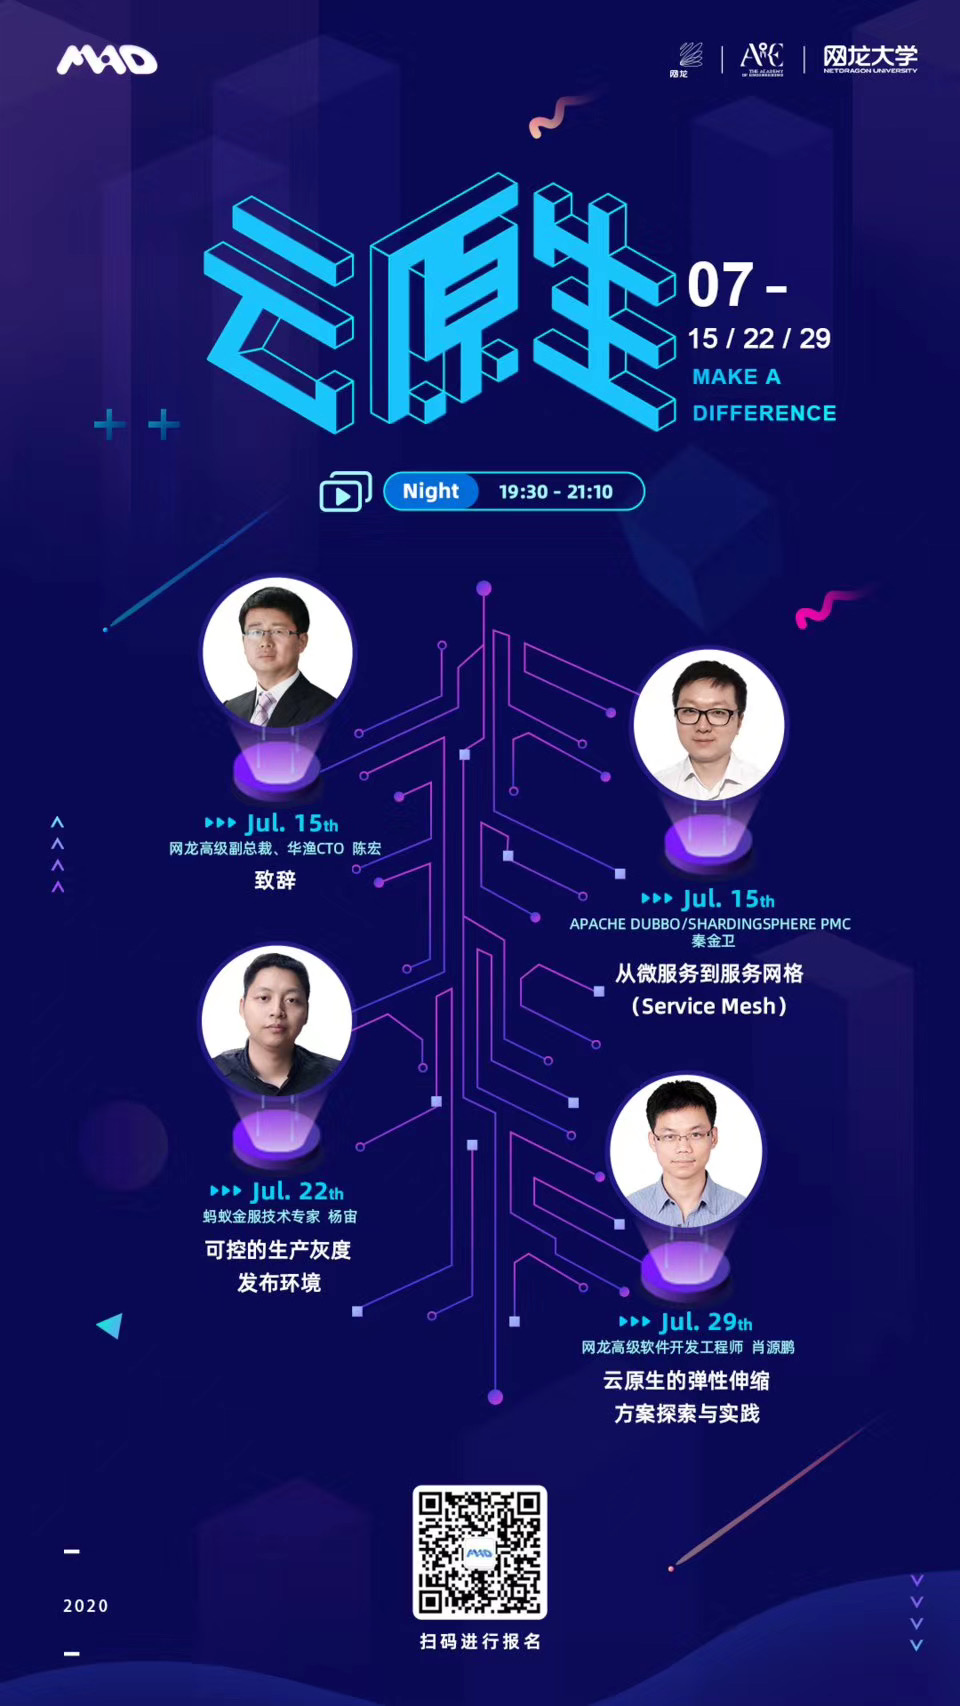 MAD
网龙
THE ACADEMY
OF ENGINEERING
网龙大学
NETDRAGON UNIVERSITY
云原生
07-
15 / 22 / 29
MAKE A
DIFFERENCE
Night 19:30 - 21:10
Jul. 15th
网龙高级副总裁、华渔CTO 陈宏
致辞
Jul. 15th
APACHE DUBBO/SHARDINGSPHERE PMC
秦金卫
从微服务到服务网格
（Service Mesh）
Jul. 22th
蚂蚁金服技术专家 杨宙
可控的生产灰度
发布环境
Jul. 29th
网龙高级软件开发工程师 肖源鹏
云原生的弹性伸缩
方案探索与实践
MAD
扫码进行报名
2020